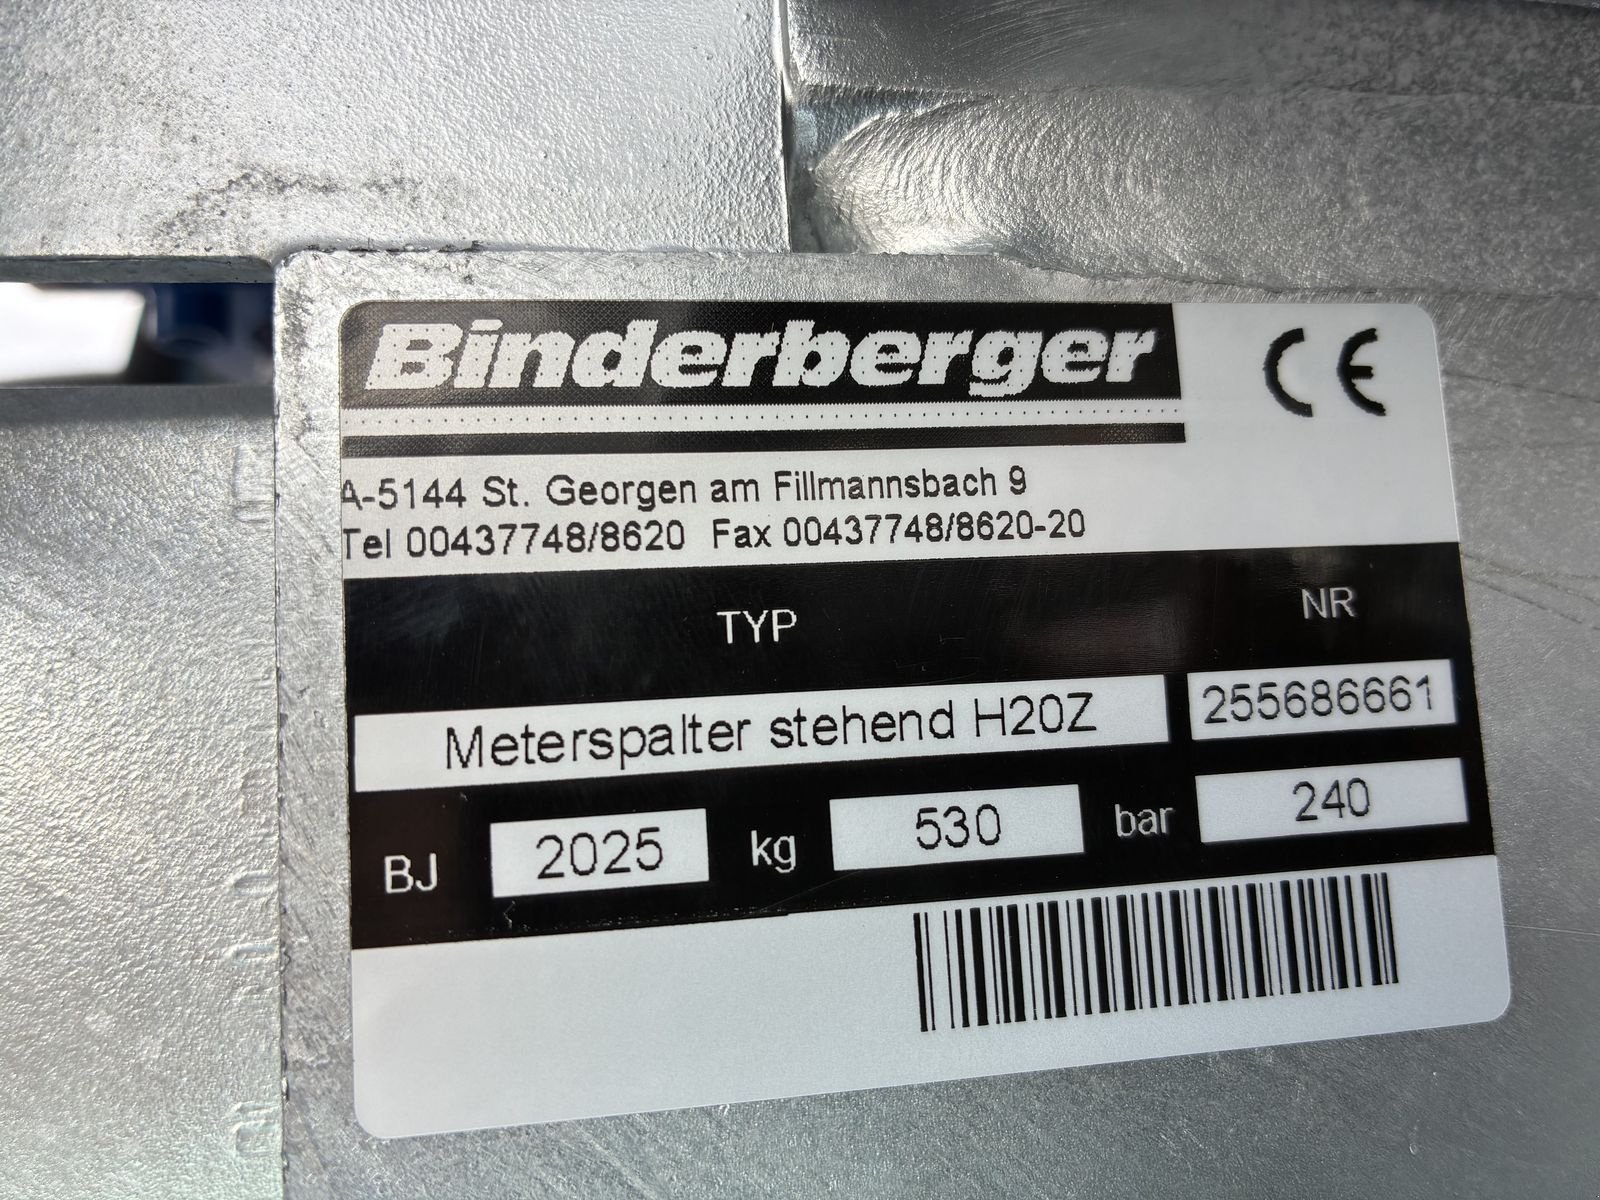 Binderberger
CE
A-5144 St. Georgen am Fillmannsbach 9
Tel 00437748/8620 Fax 00437748/8620-20
TYP NR
Meterspalter stehend H20Z 255686661
BJ 2025 kg 530 bar 240